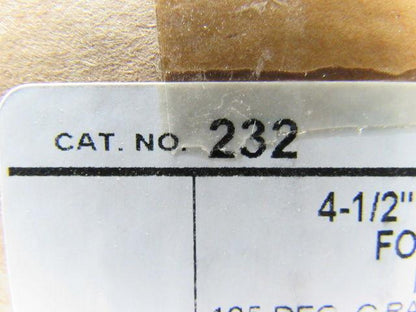 CAT. NO. 232
4-1/2"
FO